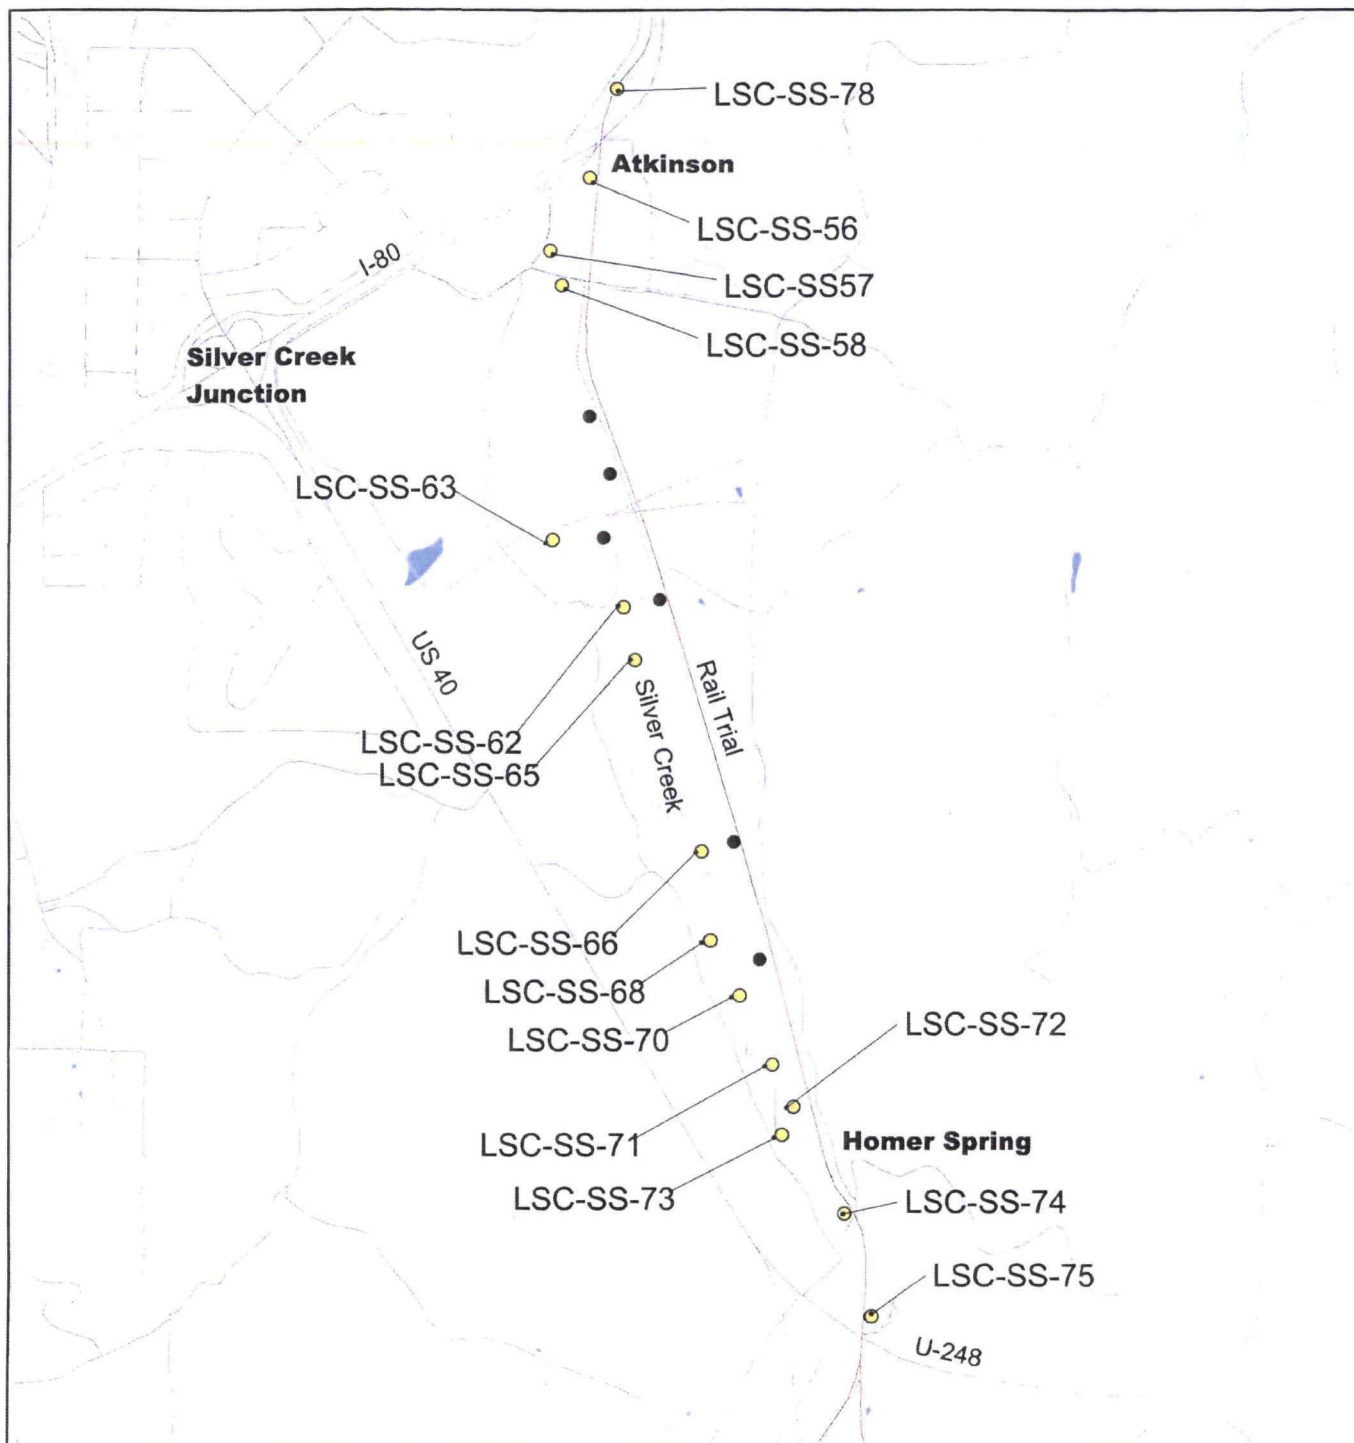 LSC-SS-78
Atkinson
LSC-SS-56
I-80
LSC-SS57
LSC-SS-58
Silver Creek
Junction
LSC-SS-63
US 40
Rail Trial
Silver Creek
LSC-SS-62
LSC-SS-65
LSC-SS-66
LSC-SS-68
LSC-SS-70
LSC-SS-72
LSC-SS-71
Homer Spring
LSC-SS-73
LSC-SS-74
LSC-SS-75
U-248